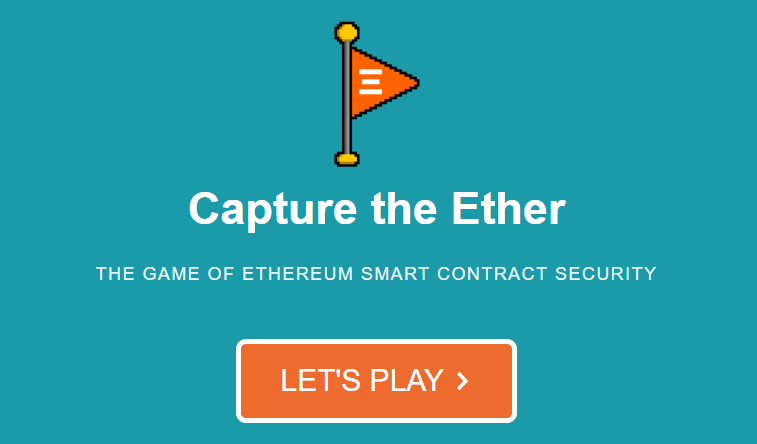 Capture the Ether
THE GAME OF ETHEREUM SMART CONTRACT SECURITY
LET'S PLAY